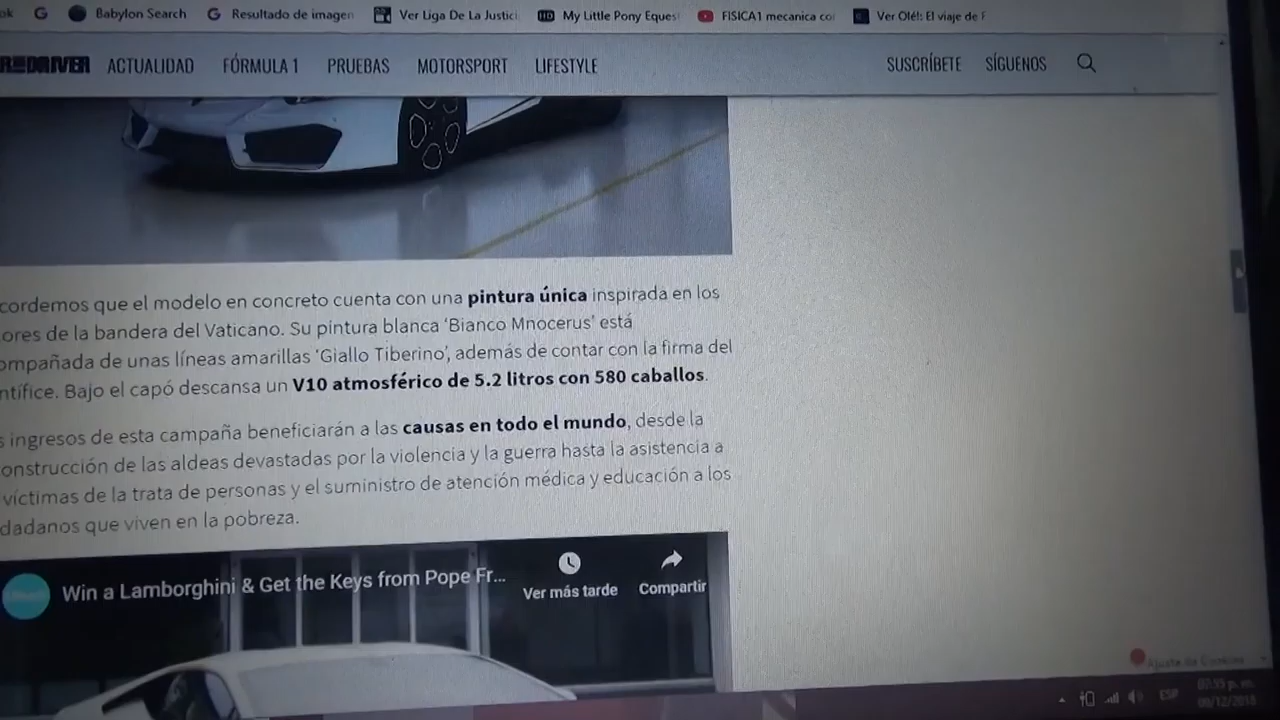 ok G Babylon Search G Resultado de imagen Ver Liga De La Justici My Little Pony Eques FISICA1 mecanica co Ver Olé!: El viaje de F
DRIVER ACTUALIDAD FÓRMULA 1 PRUEBAS MOTORSPORT LIFESTYLE SUSCRÍBETE SÍGUENOS
cordemos que el modelo en concreto cuenta con una pintura única inspirada en los
ores de la bandera del Vaticano. Su pintura blanca ‘Bianco Mnocerus’ está
ompañada de unas líneas amarillas ‘Giallo Tiberino’, además de contar con la firma del
ntífice. Bajo el capó descansa un V10 atmosférico de 5.2 litros con 580 caballos.
s ingresos de esta campaña beneficiarán a las causas en todo el mundo, desde la
onstrucción de las aldeas devastadas por la violencia y la guerra hasta la asistencia a
víctimas de la trata de personas y el suministro de atención médica y educación a los
dadanos que viven en la pobreza.
Win a Lamborghini & Get the Keys from Pope Fr...
Ver más tarde Compartir
Ajuste de Cookies
ESP